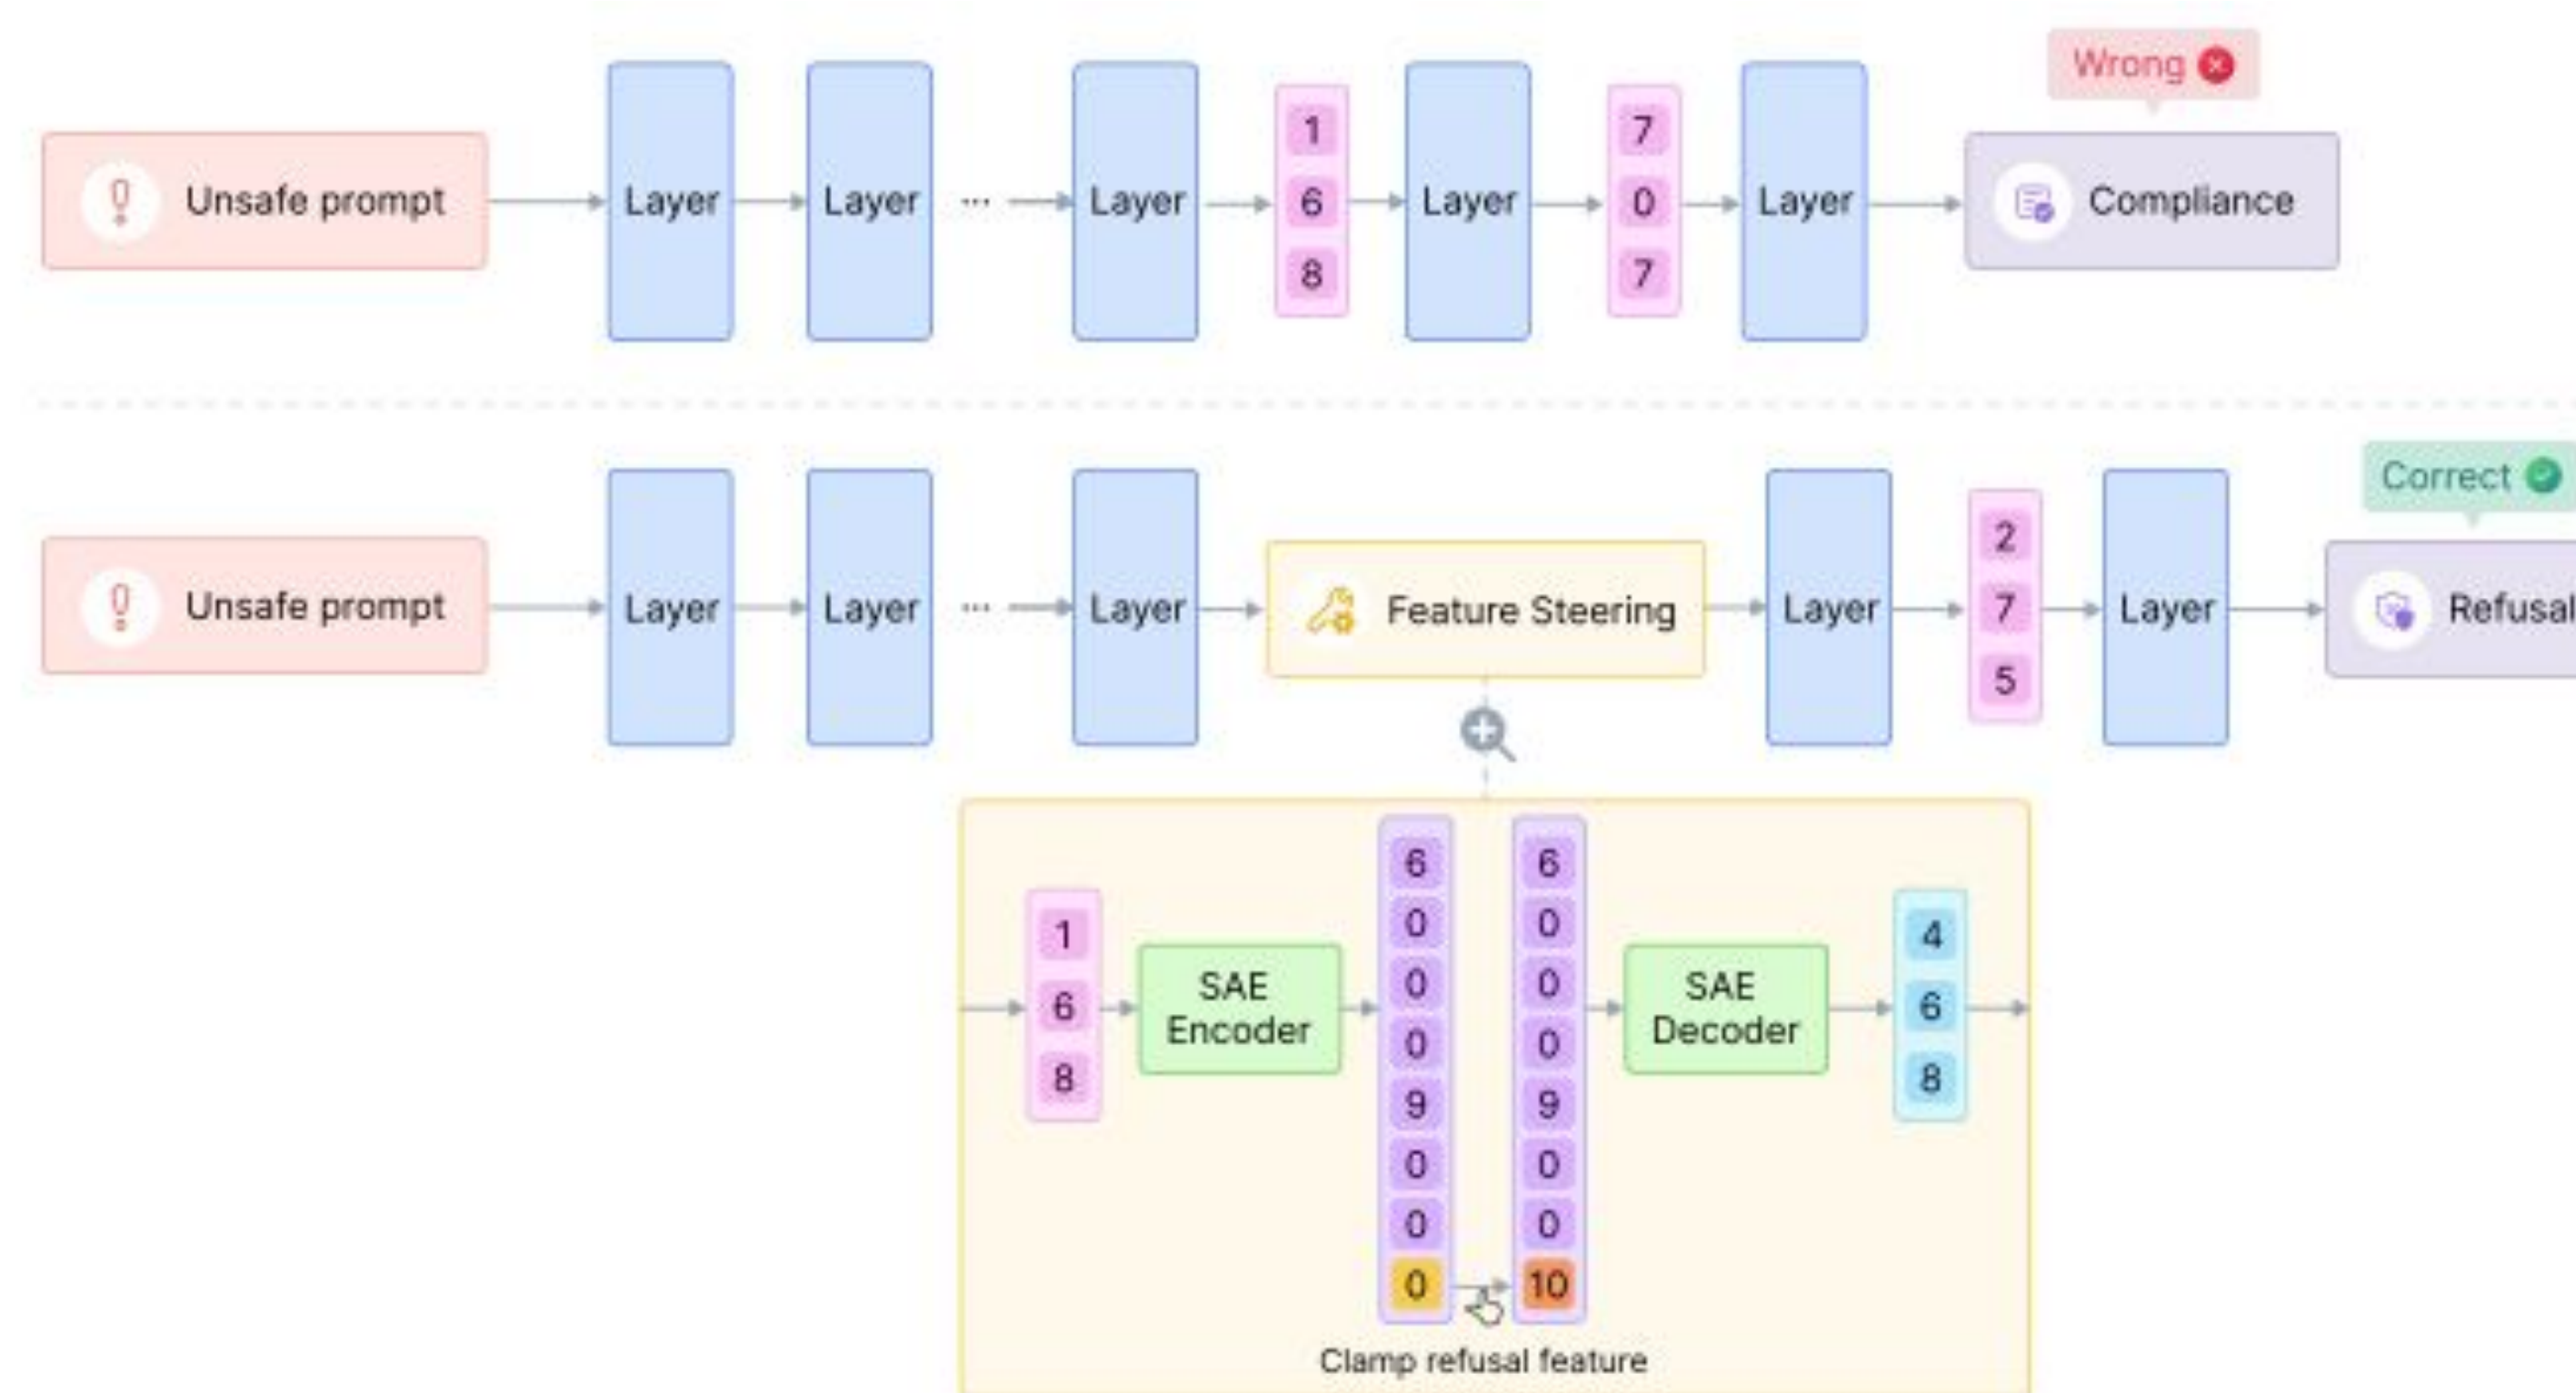 Wrong
Unsafe prompt
Layer
Layer
...
Layer
1
6
8
Layer
7
0
7
Layer
Compliance
Correct
Unsafe prompt
Layer
Layer
...
Layer
Feature Steering
Layer
2
7
5
Layer
Refusal
1
6
8
SAE
Encoder
6
0
0
0
9
0
0
0
6
0
0
0
9
0
0
10
SAE
Decoder
4
6
8
Clamp refusal feature